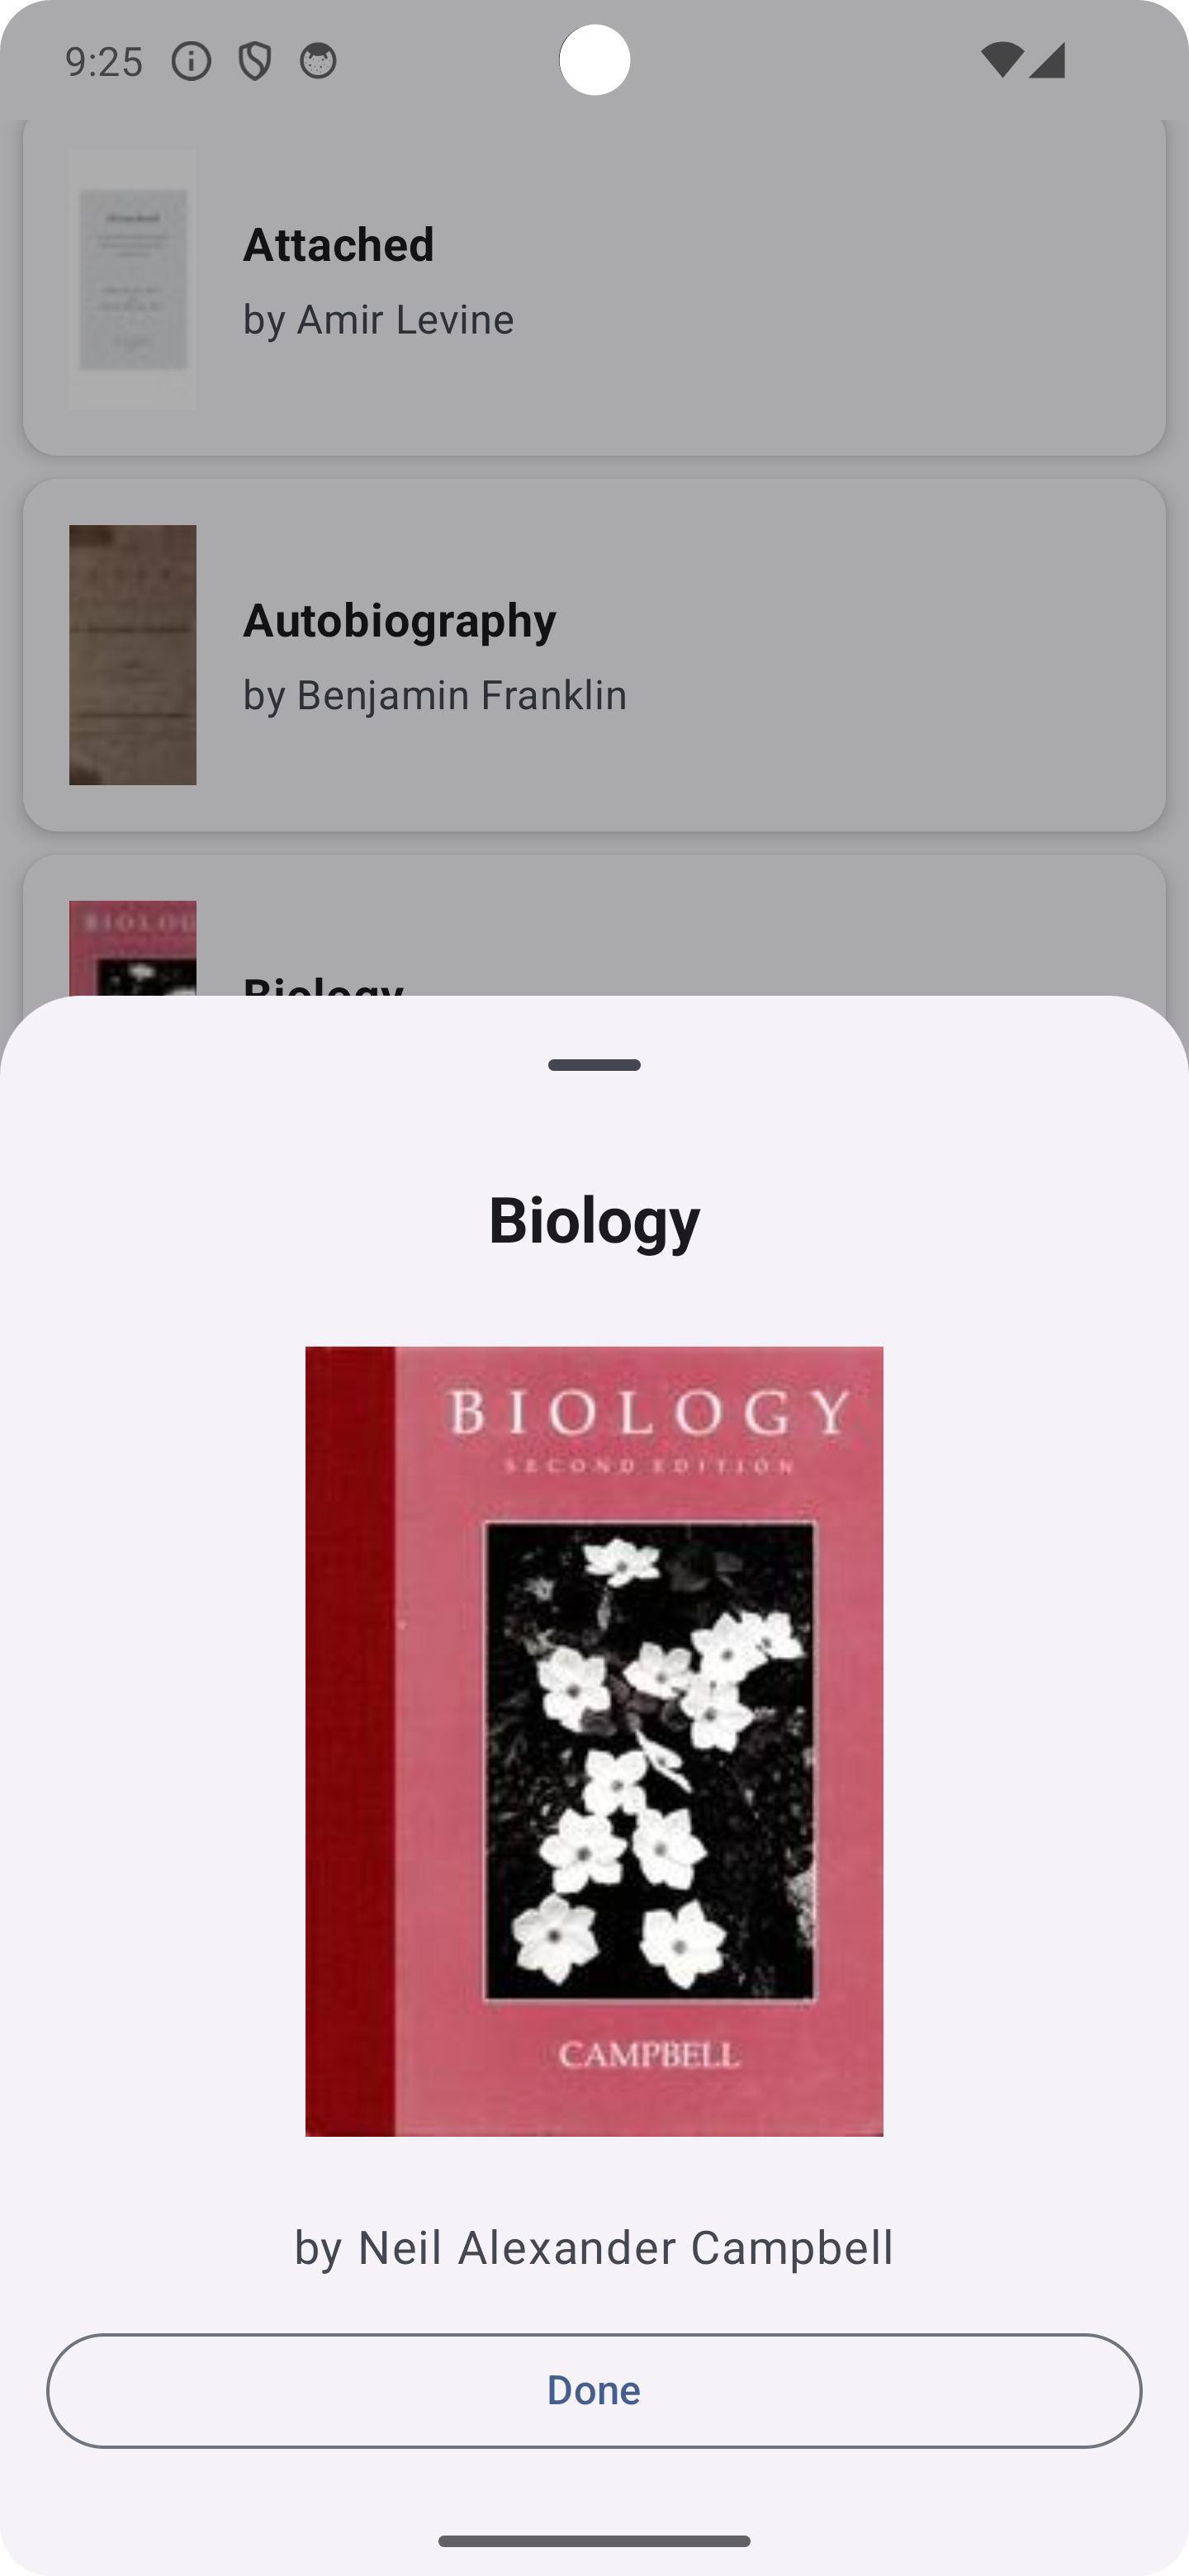 9:25
Attached
by Amir Levine
Autobiography
by Benjamin Franklin
BIOLOG
Biology
Biology
BIOLOGY
SECOND EDITION
CAMPBELL
by Neil Alexander Campbell
Done